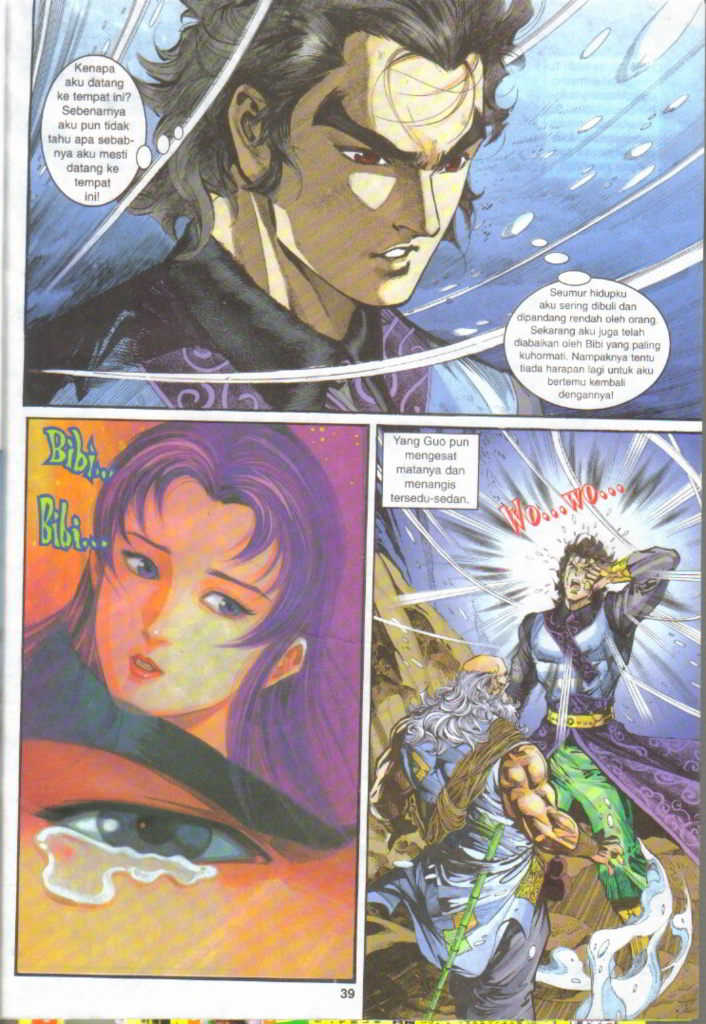 Kenapa
aku datang
ke tempat ini?
Sebenarnya
aku pun tidak
tahu apa sebab-
nya aku mesti
datang ke
tempat
ini!
Seumur hidupku
aku sering dibuli dan
dipandang rendah oleh orang.
Sekarang aku juga telah
diabaikan oleh Bibi yang paling
kuhormati. Nampaknya tentu
tiada harapan lagi untuk aku
bertemu kembali
dengannya!
Bibi...
Bibi...
Yang Guo pun
mengesat
matanya dan
menangis
tersedu-sedan.
Wo...Wo...
39